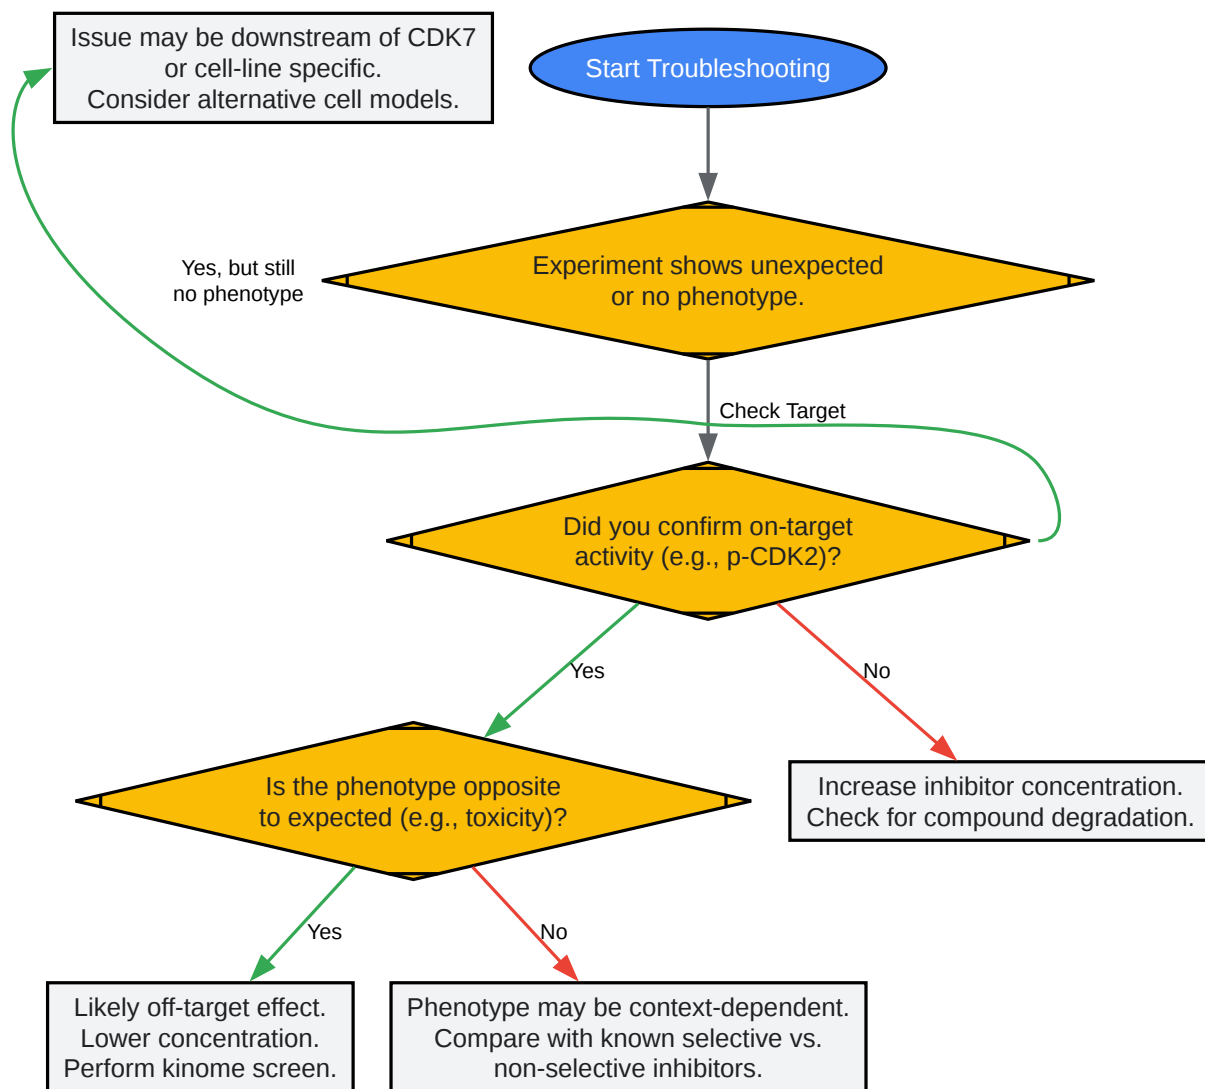 Issue may be downstream of CDK7
or cell-line specific.
Consider alternative cell models.
Start Troubleshooting
Yes, but still
no phenotype
Experiment shows unexpected
or no phenotype.
Check Target
Did you confirm on-target
activity (e.g., p-CDK2)?
Yes
No
Is the phenotype opposite
to expected (e.g., toxicity)?
Increase inhibitor concentration.
Check for compound degradation.
Yes
No
Likely off-target effect.
Lower concentration.
Perform kinome screen.
Phenotype may be context-dependent.
Compare with known selective vs.
non-selective inhibitors.